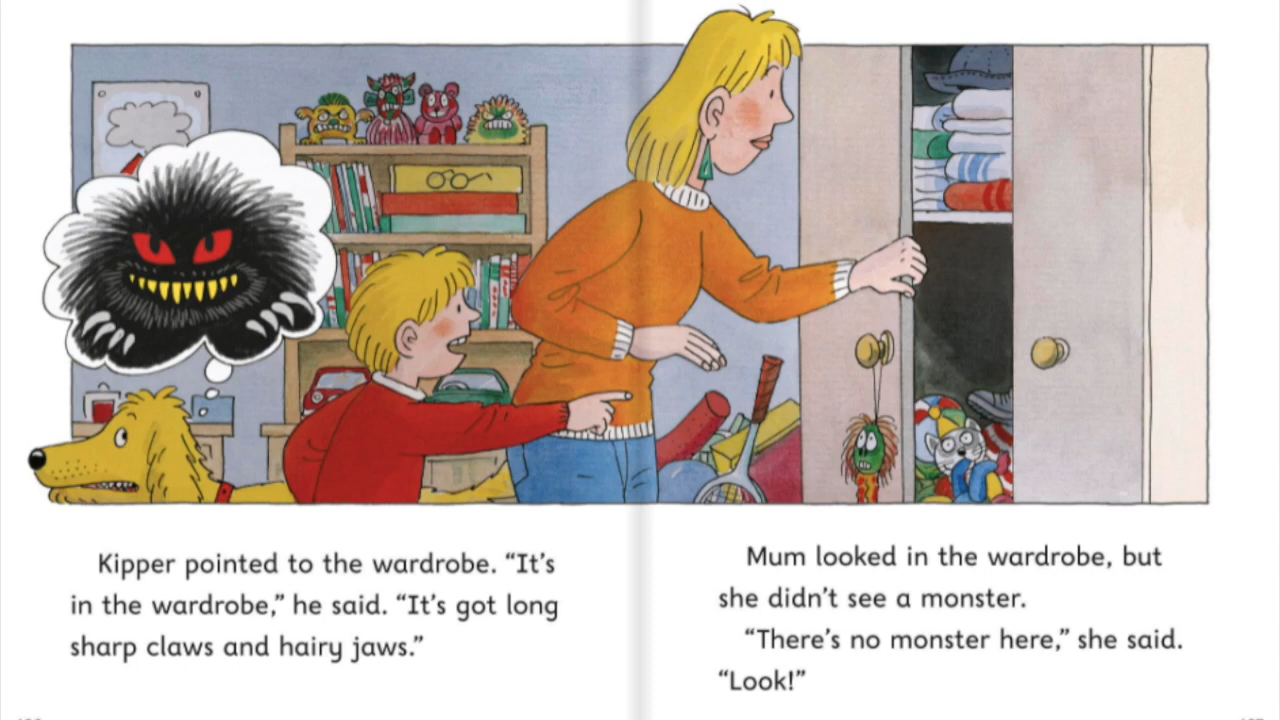 Kipper pointed to the wardrobe. “It’s
in the wardrobe,” he said. “It’s got long
sharp claws and hairy jaws.”
Mum looked in the wardrobe, but
she didn’t see a monster.
“There’s no monster here,” she said.
“Look!”